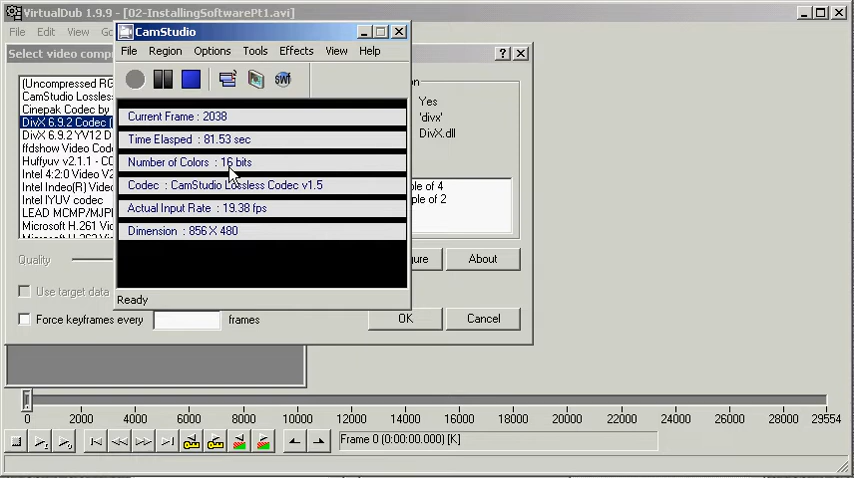 VirtualDub 1.9.9 - [02-InstallingSoftwarePt1.avi]
File Edit View Go
Select video comp
? ×
CamStudio
File Region Options Tools Effects View Help
swf
Current Frame : 2038
Time Elasped : 81.53 sec
Number of Colors : 16 bits
Codec : CamStudio Lossless Codec v1.5
Actual Input Rate : 19.38 fps
Dimension : 856 X 480
Ready
(Uncompressed RG
CamStudio Lossles
Cinepak Codec by
DivX 6.9.2 Codec (
DivX 6.9.2 YV12 D
ffdshow Video Codec
Huffyuv v2.1.1 - CC
Intel 4:2:0 Video V2
Intel Indeo(R) Video
Intel IYUV codec
LEAD MCMP/MJPI
Microsoft H.261 Vid
Yes
'divx'
DivX.dll
ple of 4
ple of 2
Quality
gure
About
Use target data
Force keyframes every
frames
OK
Cancel
0 2000 4000 6000 8000 10000 12000 14000 16000 18000 20000 22000 24000 26000 29554
Frame 0 (0:00:00.000) [K]